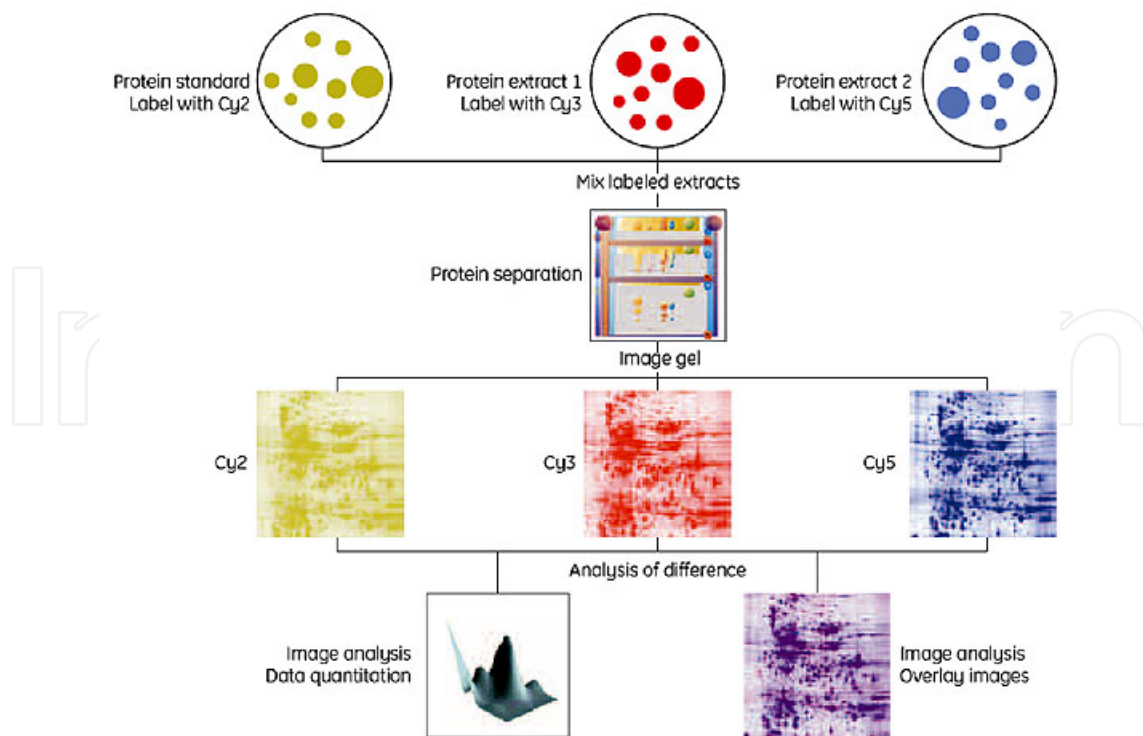 Protein standard
Label with Cy2
Protein extract 1
Label with Cy3
Protein extract 2
Label with Cy5
Mix labeled extracts
Protein separation
Image gel
Cy2
Cy3
Cy5
Analysis of difference
Image analysis
Data quantitation
Image analysis
Overlay images